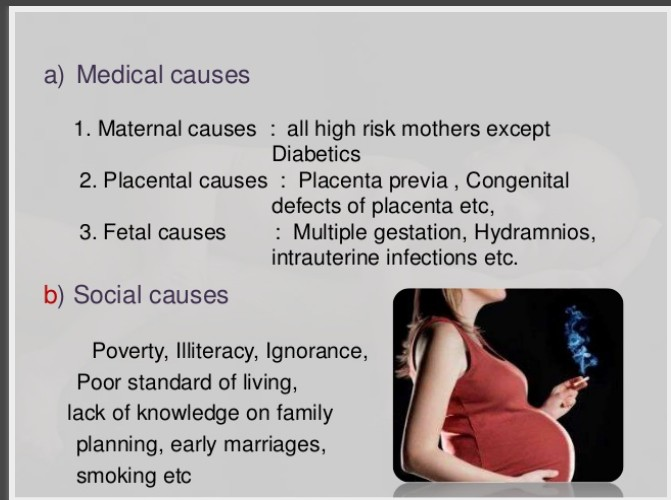 a) Medical causes
1. Maternal causes : all high risk mothers except
Diabetics
2. Placental causes : Placenta previa , Congenital
defects of placenta etc,
3. Fetal causes : Multiple gestation, Hydramnios,
intrauterine infections etc.
b) Social causes
Poverty, Illiteracy, Ignorance,
Poor standard of living,
lack of knowledge on family
planning, early marriages,
smoking etc